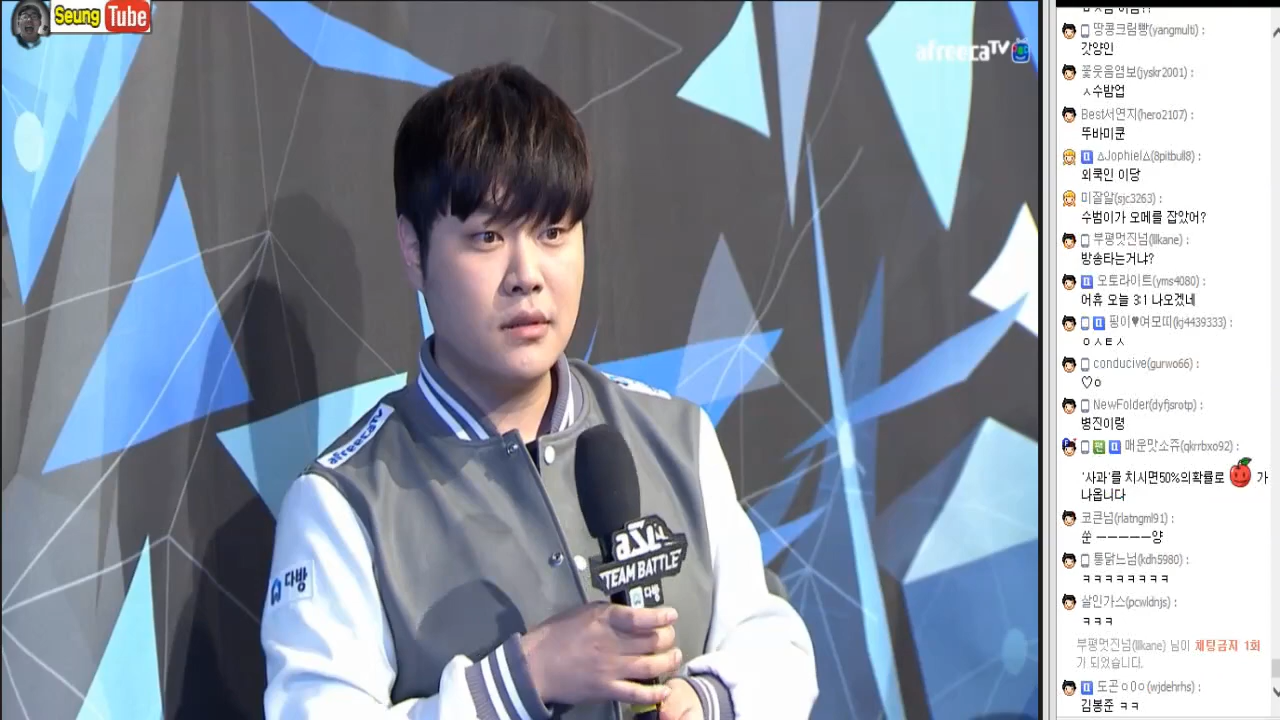 Seung Tube
afreecaTV
afreecaTV
다방
ASL
TEAM BATTLE
다방
땅콩크림빵(yangmulti) :
갓양인
꽃웃음염보(jyskr2001) :
ㅅ수밤업
Best서연지(hero2107) :
뚜바미쿤
ΔJophielΔ(8pitbull8) :
외쿡인 이당
미잘알(sjc3263) :
수범이가 오메를 잡았어?
부평멋진넘(lllkane) :
방송타는거냐?
오토라이트(yms4080) :
어휴 오늘 3:1 나오겠네
핑이♥여모띠(kj4439333) :
ㅇㅅㅌㅅ
conducive(gurwo66) :
♡ㅇ
NewFolder(dyfjsrotp) :
병진이령
매운맛소쥬(qkrrbxo92) :
'사과'를 치시면50%의확률로 가
나옵니다
코큰넘(rlatngml91) :
쑨 ㅡㅡㅡㅡㅡ양
통닭느님(kdh5980) :
ㅋㅋㅋㅋㅋㅋㅋㅋ
살인가스(pcwldnjs) :
ㅋㅋㅋ
부평멋진넘(lllkane) 님이 채팅금지 1회
가 되었습니다.
도곤ㅇ0ㅇ(wjdehrhs) :
김봉준 ㅋㅋ